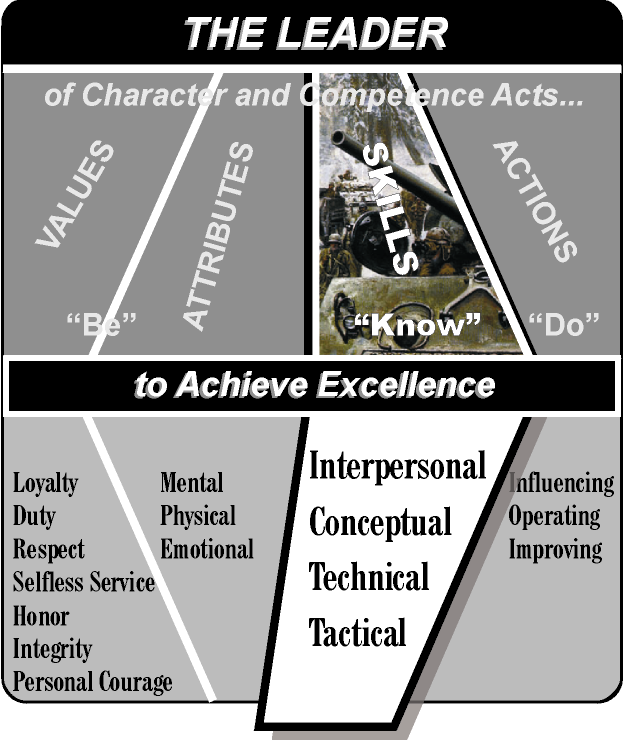 THE LEADER
of Character and Competence Acts...
VALUES
ATTRIBUTES
SKILLS
ACTIONS
“Be”
“Know”
“Do”
to Achieve Excellence
Loyalty
Duty
Respect
Selfless Service
Honor
Integrity
Personal Courage
Mental
Physical
Emotional
Interpersonal
Conceptual
Technical
Tactical
Influencing
Operating
Improving